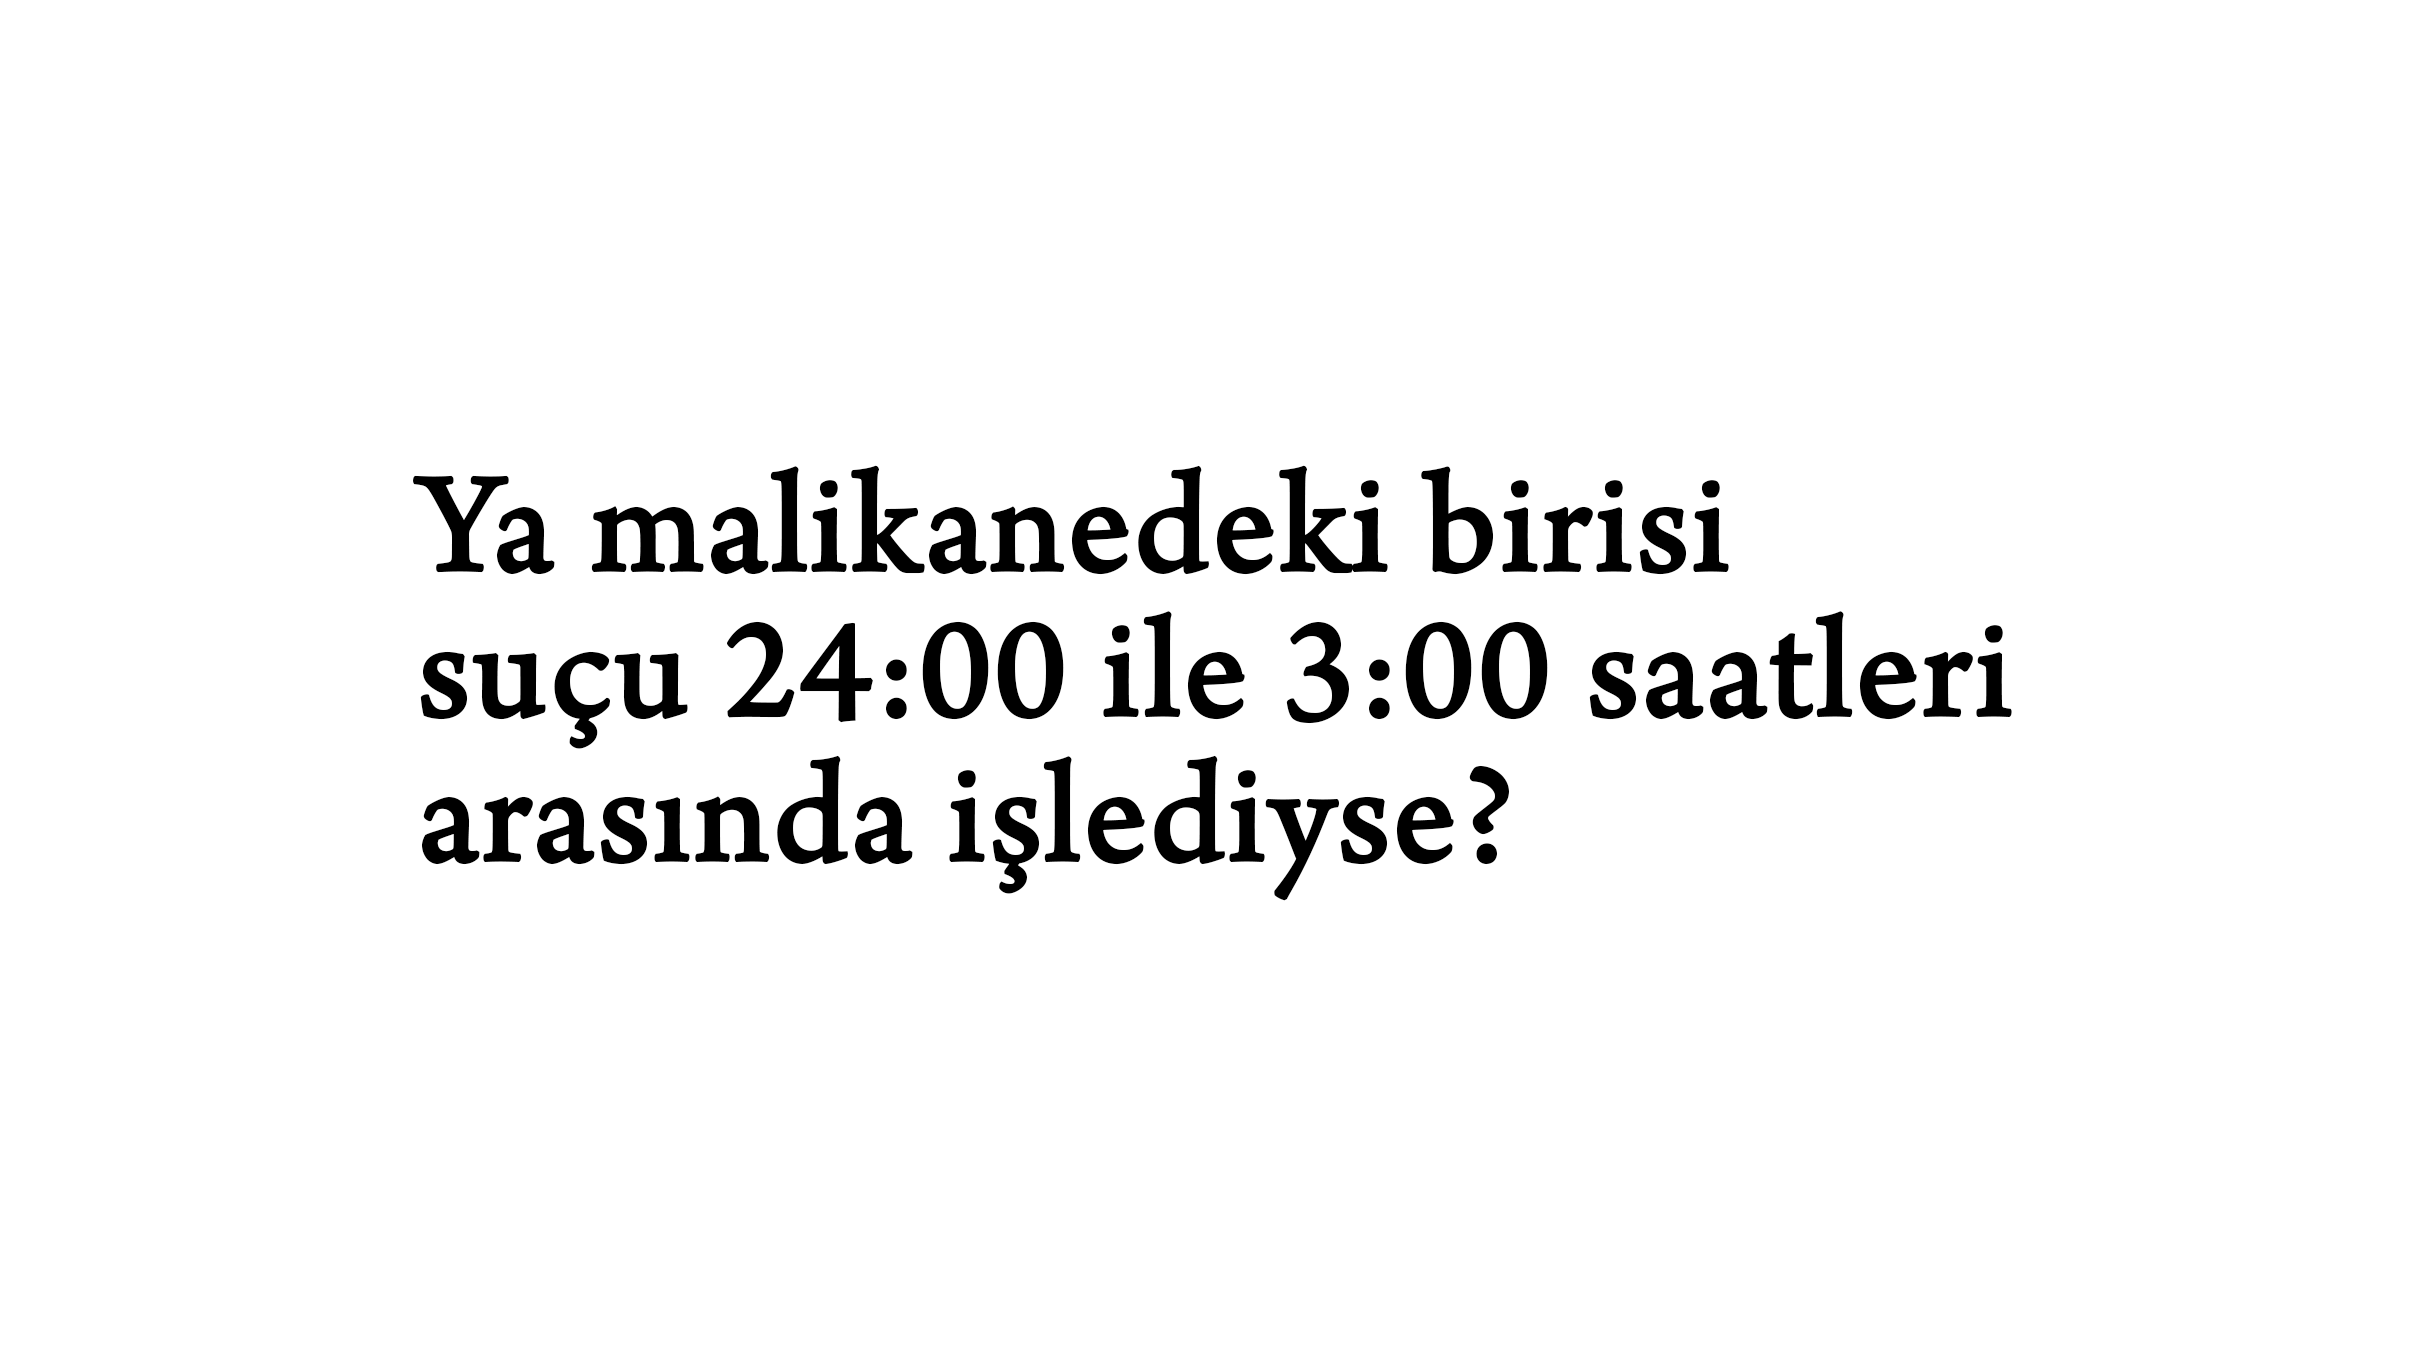 Ya malikanedeki birisi
suçu 24:00 ile 3:00 saatleri
arasında işlediyse?